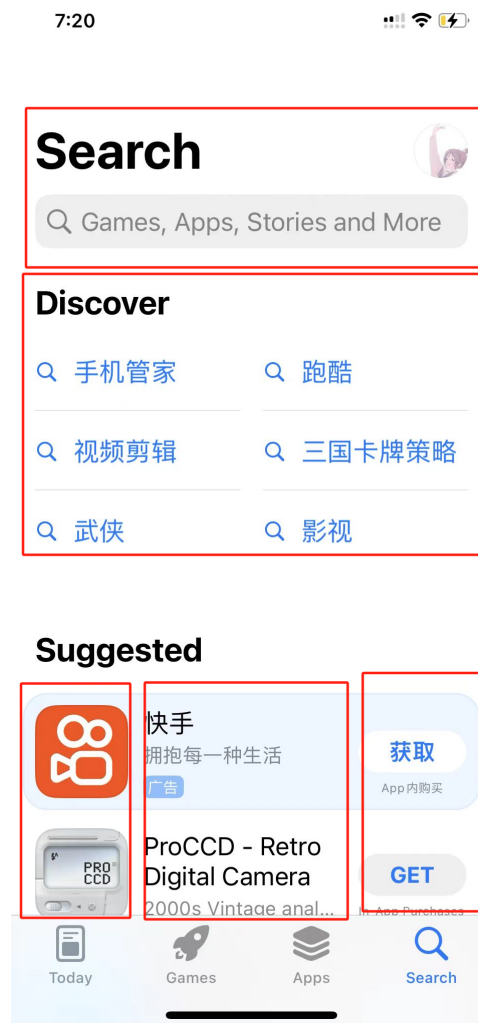 7:20
Search
Games, Apps, Stories and More
Discover
手机管家
跑酷
视频剪辑
三国卡牌策略
武侠
影视
Suggested
快手
拥抱每一种生活
广告
获取
App内购买
PRO
CCD
ProCCD - Retro
Digital Camera
2000s Vintage anal...
GET
In-App Purchases
Today
Games
Apps
Search